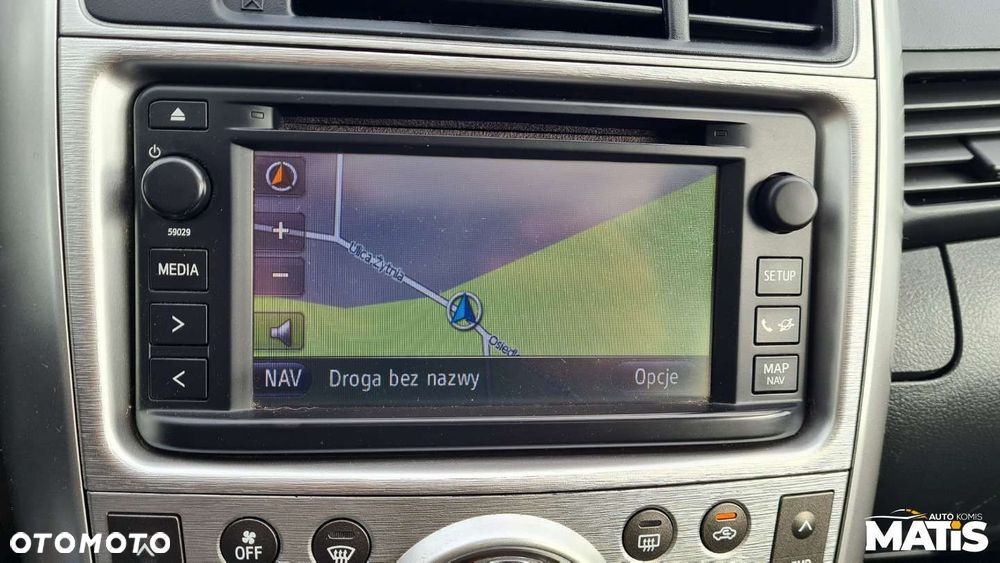 59029
MEDIA
>
<
+
-
Ulica Żytnia
NAV
Droga bez nazwy
Opcje
SETUP
MAP
NAV
OFF
OTOMOTO
AUTO KOMIS
MATIS